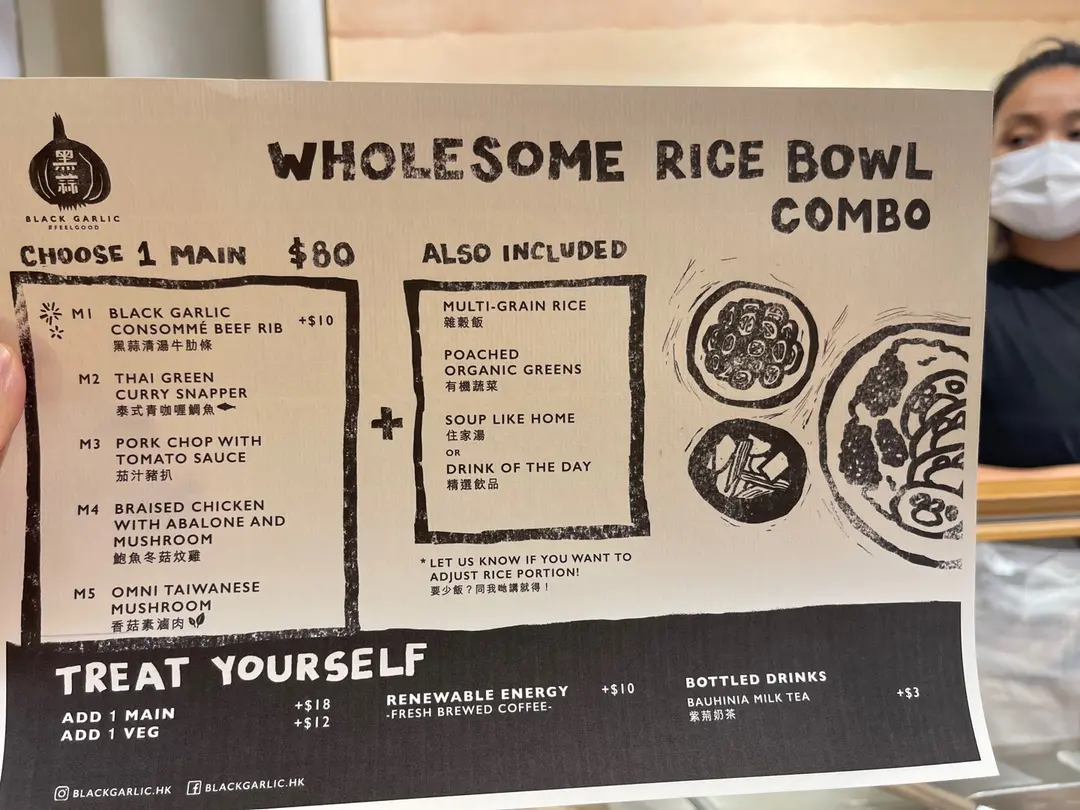 黑蒜
BLACK GARLIC
#FEELGOOD
WHOLESOME RICE BOWL
COMBO
CHOOSE 1 MAIN $80
M1 BLACK GARLIC
CONSOMMÉ BEEF RIB +$10
黑蒜清湯牛肋條
M2 THAI GREEN
CURRY SNAPPER
泰式青咖喱鯛魚
M3 PORK CHOP WITH
TOMATO SAUCE
茄汁豬扒
M4 BRAISED CHICKEN
WITH ABALONE AND
MUSHROOM
鮑魚冬菇炆雞
M5 OMNI TAIWANESE
MUSHROOM
香菇素滷肉
+
ALSO INCLUDED
MULTI-GRAIN RICE
雜穀飯
POACHED
ORGANIC GREENS
有機蔬菜
SOUP LIKE HOME
住家湯
OR
DRINK OF THE DAY
精選飲品
* LET US KNOW IF YOU WANT TO
ADJUST RICE PORTION!
要少飯？同我哋講就得！
TREAT YOURSELF
ADD 1 MAIN +$18
ADD 1 VEG +$12
RENEWABLE ENERGY +$10
-FRESH BREWED COFFEE-
BOTTLED DRINKS
BAUHINIA MILK TEA +$3
紫荊奶茶
BLACKGARLIC.HK BLACKGARLIC.HK